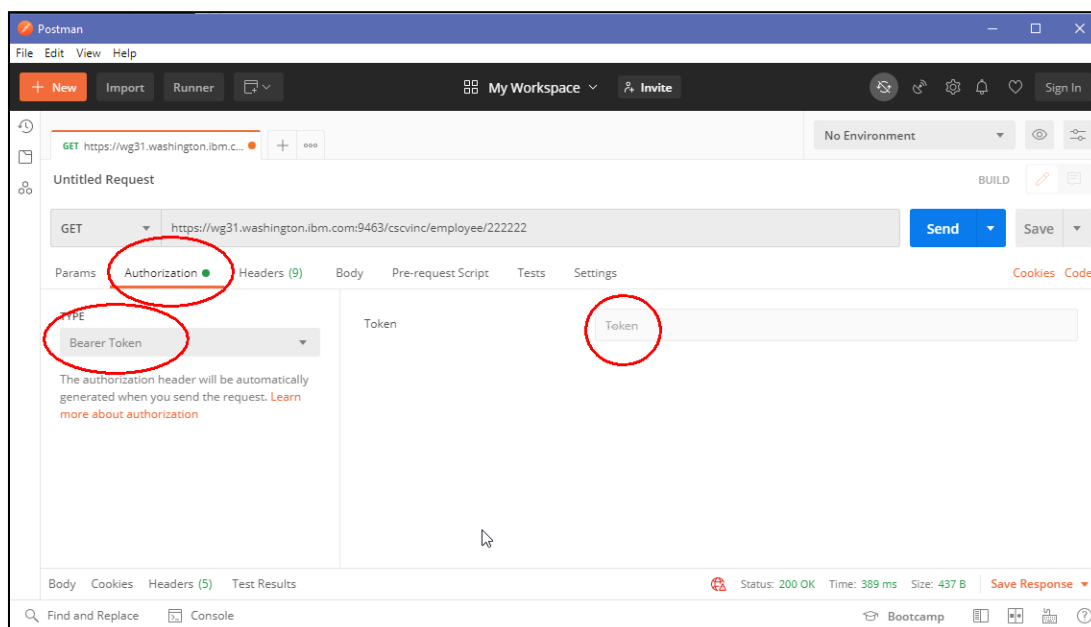 Postman
File Edit View Help
+ New Import Runner My Workspace Invite Sign In
GET https://wg31.washington.ibm.c... + ooo No Environment
Untitled Request BUILD
GET https://wg31.washington.ibm.com:9463/cscvinc/employee/222222 Send Save
Params Authorization Headers (9) Body Pre-request Script Tests Settings Cookies Code
TYPE
Bearer Token
The authorization header will be automatically
generated when you send the request. Learn
more about authorization
Token Token
Body Cookies Headers (5) Test Results Status: 200 OK Time: 389 ms Size: 437 B Save Response
Find and Replace Console Bootcamp